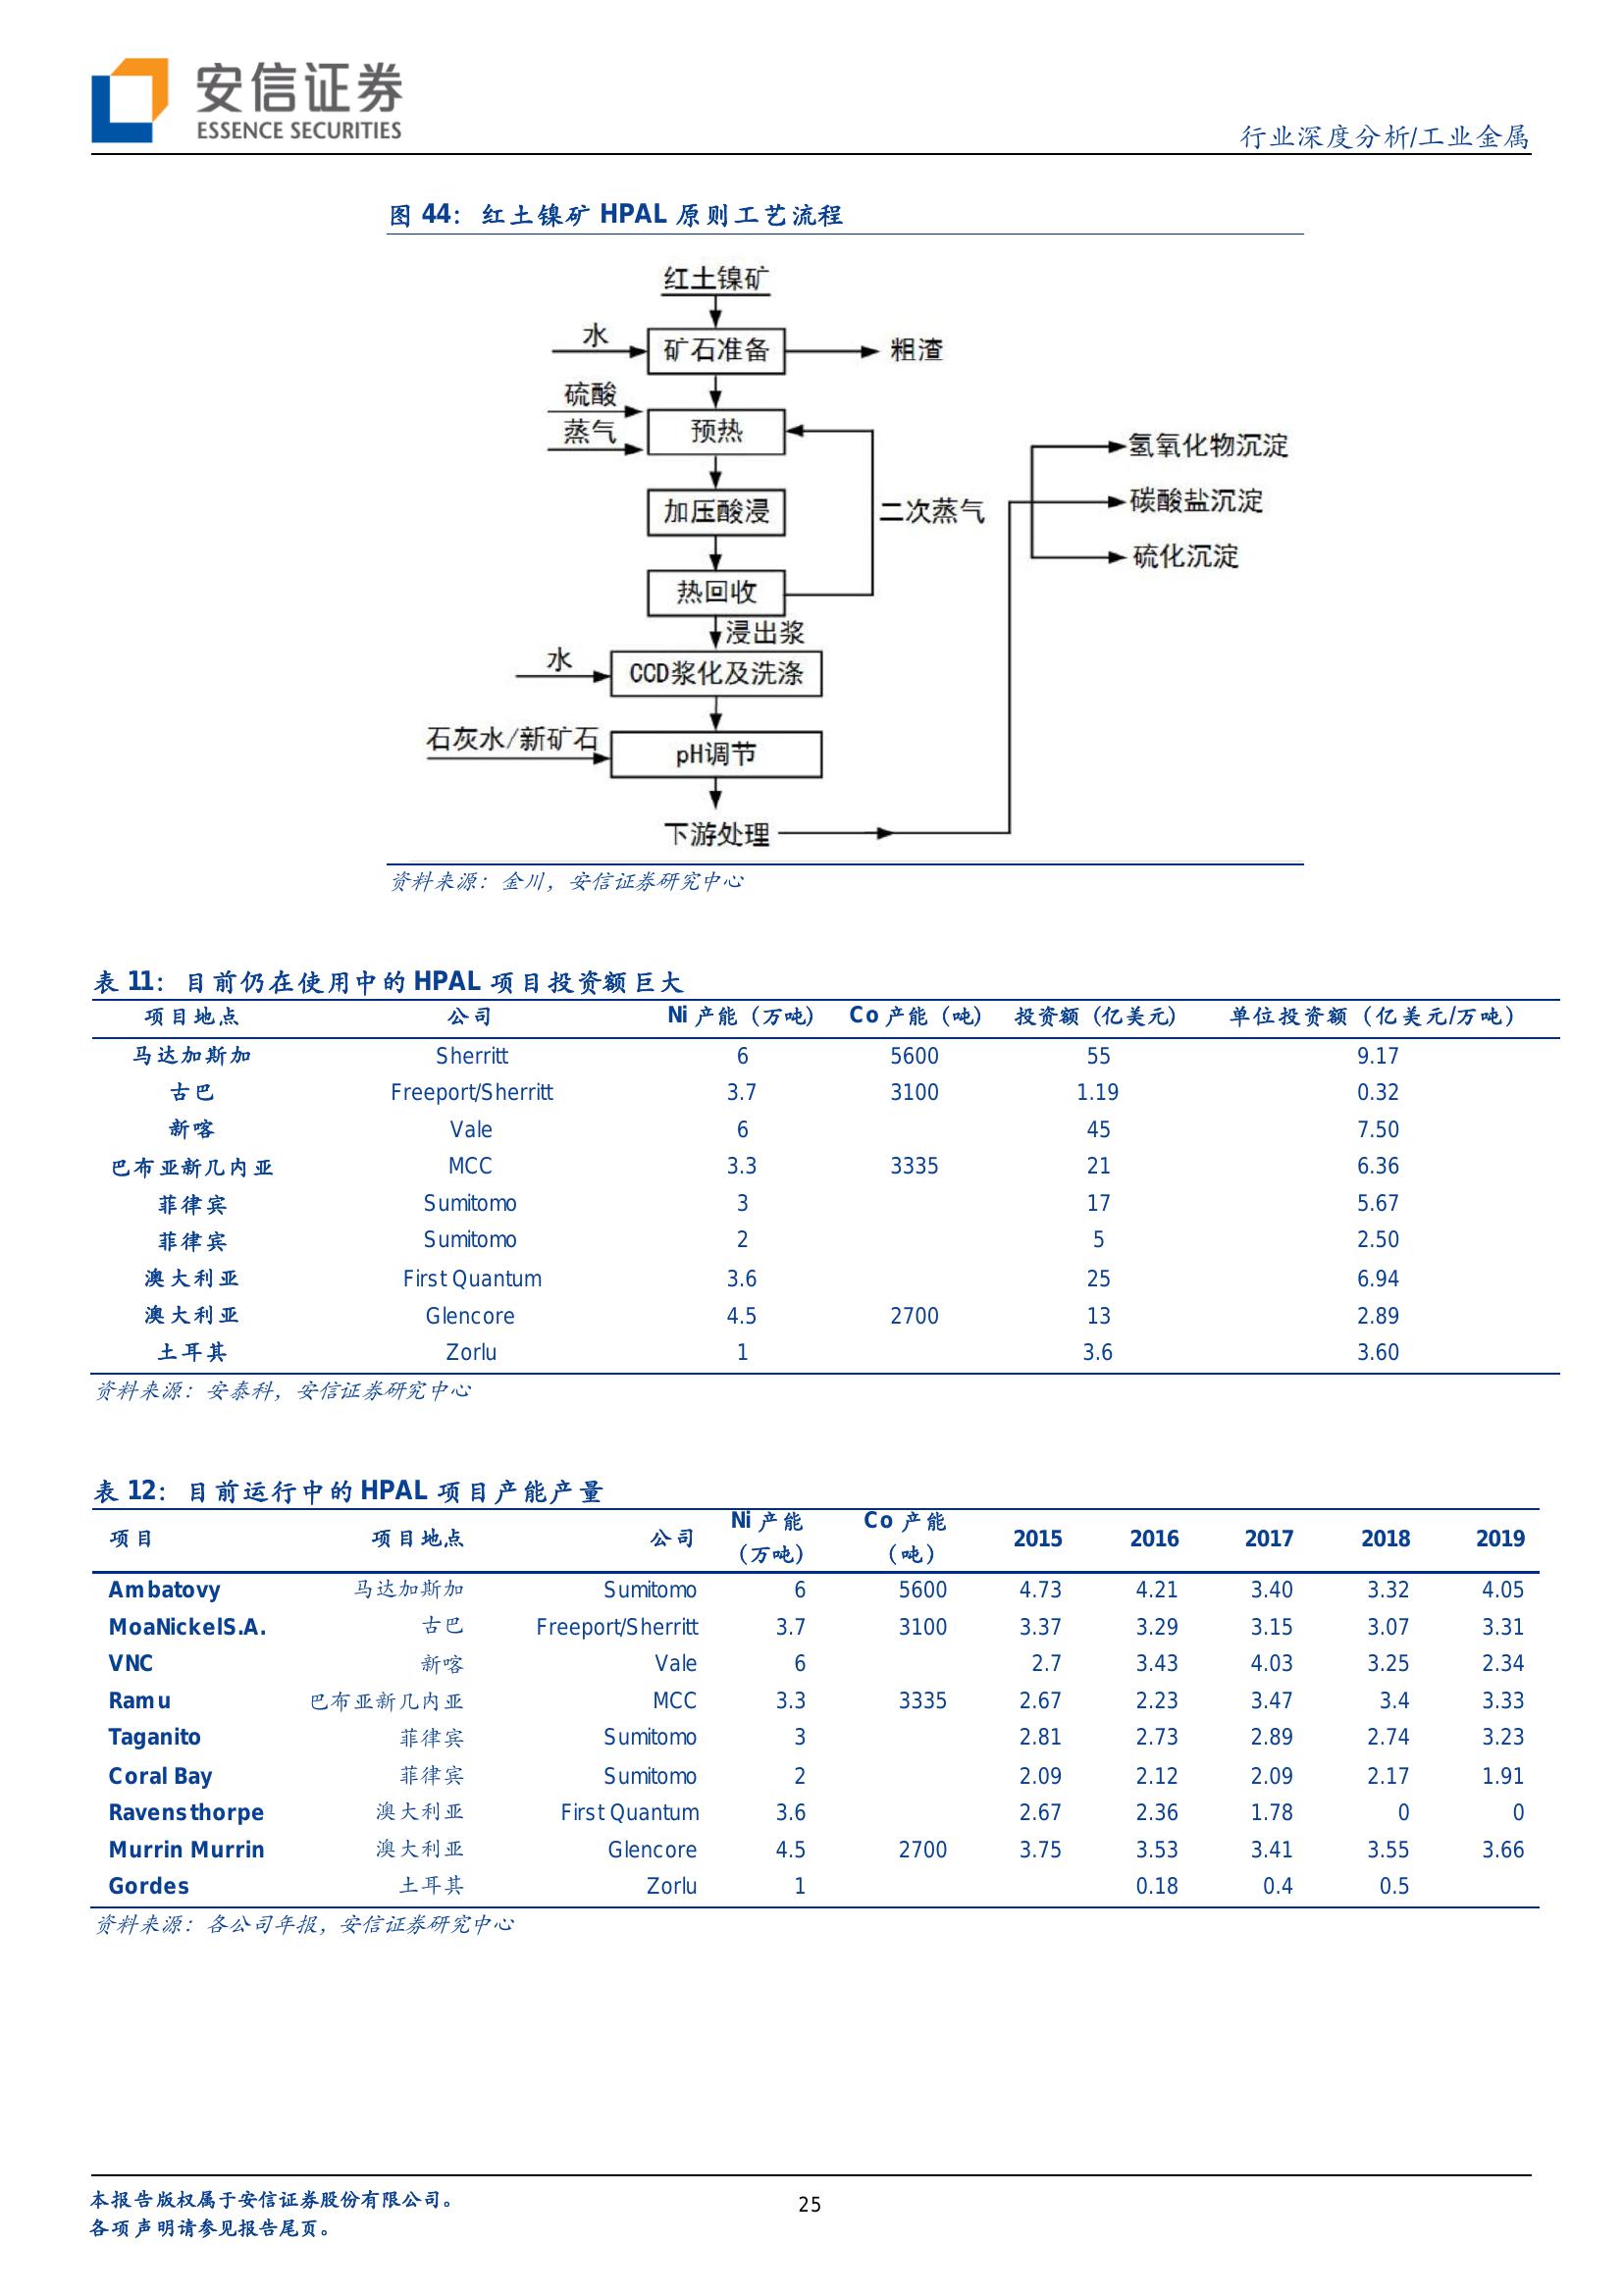 安信证券
ESSENCE SECURITIES
行业深度分析/工业金属
图 44：红土镍矿 HPAL 原则工艺流程
红土镍矿
水
矿石准备
粗渣
硫酸
蒸气
预热
氢氧化物沉淀
碳酸盐沉淀
加压酸浸
二次蒸气
硫化沉淀
热回收
浸出浆
水
CCD浆化及洗涤
石灰水/新矿石
pH调节
下游处理
资料来源：金川，安信证券研究中心
表 11：目前仍在使用中的 HPAL 项目投资额巨大
项目地点 公司 Ni 产能（万吨） Co 产能（吨） 投资额（亿美元） 单位投资额（亿美元/万吨）
马达加斯加 Sherritt 6 5600 55 9.17
古巴 Freeport/Sherritt 3.7 3100 1.19 0.32
新喀 Vale 6 45 7.50
巴布亚新几内亚 MCC 3.3 3335 21 6.36
菲律宾 Sumitomo 3 17 5.67
菲律宾 Sumitomo 2 5 2.50
澳大利亚 First Quantum 3.6 25 6.94
澳大利亚 Glencore 4.5 2700 13 2.89
土耳其 Zorlu 1 3.6 3.60
资料来源：安泰科，安信证券研究中心
表 12：目前运行中的 HPAL 项目产能产量
项目 项目地点 公司 Ni 产能（万吨） Co 产能（吨） 2015 2016 2017 2018 2019
Ambatovy 马达加斯加 Sumitomo 6 5600 4.73 4.21 3.40 3.32 4.05
MoaNickelS.A. 古巴 Freeport/Sherritt 3.7 3100 3.37 3.29 3.15 3.07 3.31
VNC 新喀 Vale 6 2.7 3.43 4.03 3.25 2.34
Ramu 巴布亚新几内亚 MCC 3.3 3335 2.67 2.23 3.47 3.4 3.33
Taganito 菲律宾 Sumitomo 3 2.81 2.73 2.89 2.74 3.23
Coral Bay 菲律宾 Sumitomo 2 2.09 2.12 2.09 2.17 1.91
Ravensthorpe 澳大利亚 First Quantum 3.6 2.67 2.36 1.78 0 0
Murrin Murrin 澳大利亚 Glencore 4.5 2700 3.75 3.53 3.41 3.55 3.66
Gordes 土耳其 Zorlu 1 0.18 0.4 0.5
资料来源：各公司年报，安信证券研究中心
本报告版权属于安信证券股份有限公司。
25
各项声明请参见报告尾页。